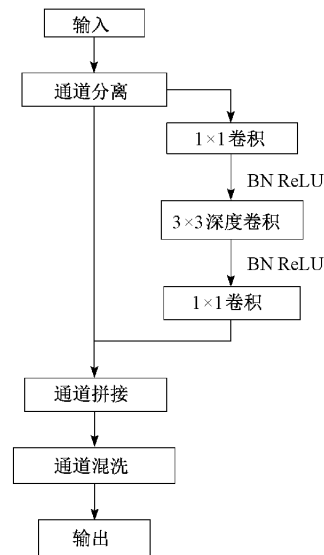 输入
通道分离
1×1卷积
BN ReLU
3×3深度卷积
BN ReLU
1×1卷积
通道拼接
通道混洗
输出